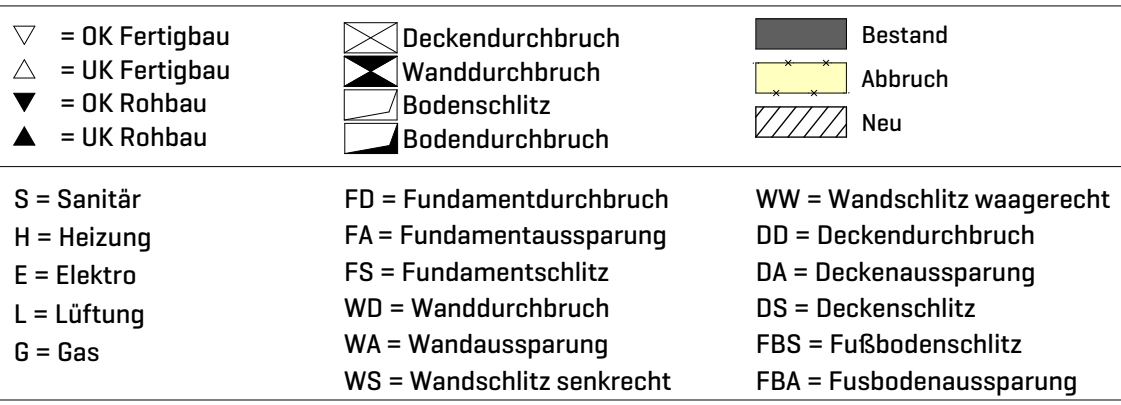 ▽ = OK Fertigbau
△ = UK Fertigbau
▼ = OK Rohbau
▲ = UK Rohbau
Deckendurchbruch
Wanddurchbruch
Bodenschlitz
Bodendurchbruch
Bestand
Abbruch
Neu
S = Sanitär
H = Heizung
E = Elektro
L = Lüftung
G = Gas
FD = Fundamentdurchbruch
FA = Fundamentaussparung
FS = Fundamentschlitz
WD = Wanddurchbruch
WA = Wandaussparung
WS = Wandschlitz senkrecht
WW = Wandschlitz waagerecht
DD = Deckendurchbruch
DA = Deckenaussparung
DS = Deckenschlitz
FBS = Fußbodenschlitz
FBA = Fusbodenaussparung